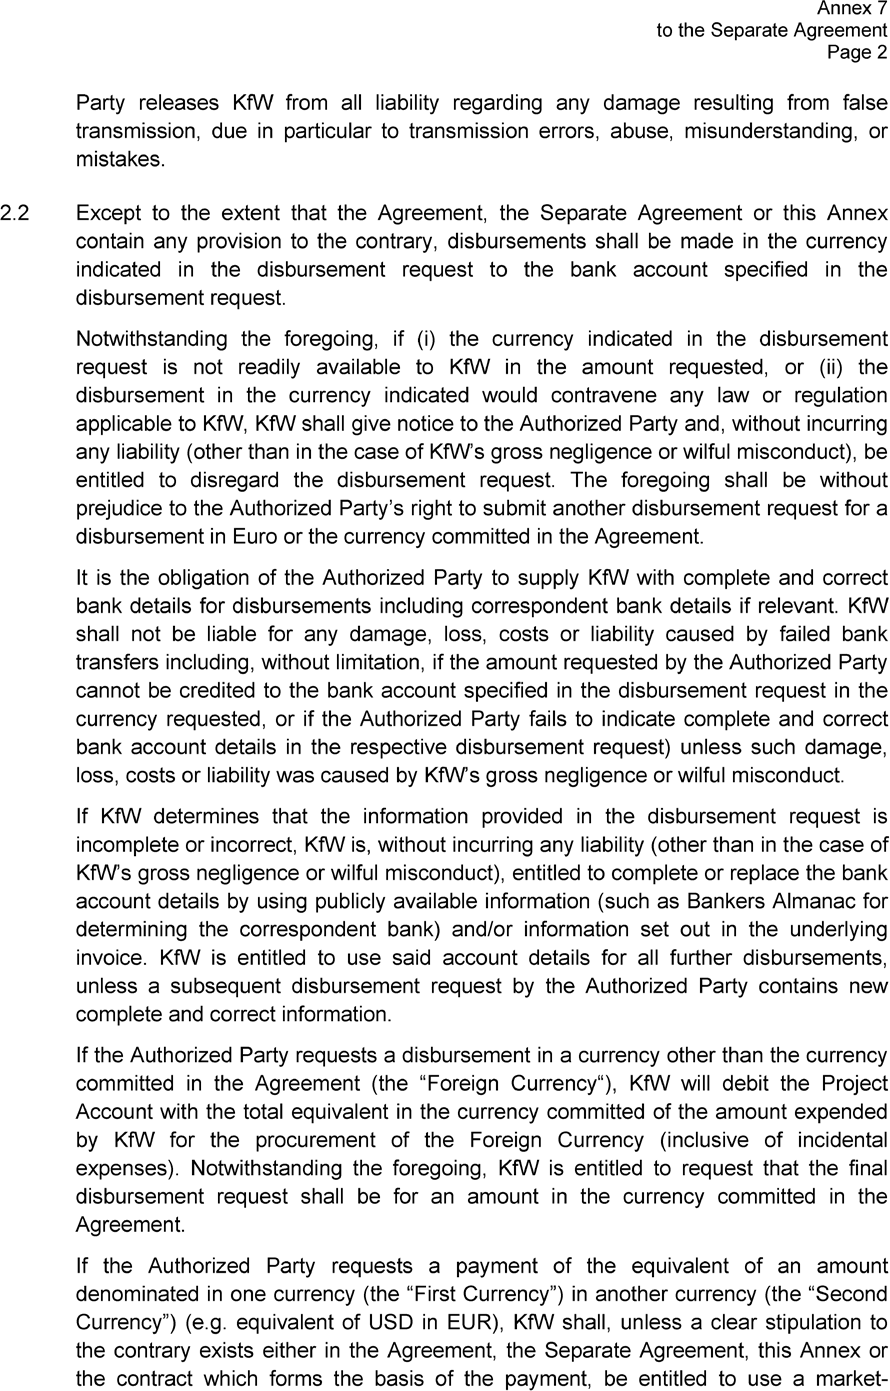 Annex 7
to the Separate Agreement
Page 2
Party releases KfW from all liability regarding any damage resulting from false
transmission, due in particular to transmission errors, abuse, misunderstanding, or
mistakes.
2.2 Except to the extent that the Agreement, the Separate Agreement or this Annex
contain any provision to the contrary, disbursements shall be made in the currency
indicated in the disbursement request to the bank account specified in the
disbursement request.
Notwithstanding the foregoing, if (i) the currency indicated in the disbursement
request is not readily available to KfW in the amount requested, or (ii) the
disbursement in the currency indicated would contravene any law or regulation
applicable to KfW, KfW shall give notice to the Authorized Party and, without incurring
any liability (other than in the case of KfW’s gross negligence or wilful misconduct), be
entitled to disregard the disbursement request. The foregoing shall be without
prejudice to the Authorized Party’s right to submit another disbursement request for a
disbursement in Euro or the currency committed in the Agreement.
It is the obligation of the Authorized Party to supply KfW with complete and correct
bank details for disbursements including correspondent bank details if relevant. KfW
shall not be liable for any damage, loss, costs or liability caused by failed bank
transfers including, without limitation, if the amount requested by the Authorized Party
cannot be credited to the bank account specified in the disbursement request in the
currency requested, or if the Authorized Party fails to indicate complete and correct
bank account details in the respective disbursement request) unless such damage,
loss, costs or liability was caused by KfW’s gross negligence or wilful misconduct.
If KfW determines that the information provided in the disbursement request is
incomplete or incorrect, KfW is, without incurring any liability (other than in the case of
KfW’s gross negligence or wilful misconduct), entitled to complete or replace the bank
account details by using publicly available information (such as Bankers Almanac for
determining the correspondent bank) and/or information set out in the underlying
invoice. KfW is entitled to use said account details for all further disbursements,
unless a subsequent disbursement request by the Authorized Party contains new
complete and correct information.
If the Authorized Party requests a disbursement in a currency other than the currency
committed in the Agreement (the “Foreign Currency“), KfW will debit the Project
Account with the total equivalent in the currency committed of the amount expended
by KfW for the procurement of the Foreign Currency (inclusive of incidental
expenses). Notwithstanding the foregoing, KfW is entitled to request that the final
disbursement request shall be for an amount in the currency committed in the
Agreement.
If the Authorized Party requests a payment of the equivalent of an amount
denominated in one currency (the “First Currency”) in another currency (the “Second
Currency”) (e.g. equivalent of USD in EUR), KfW shall, unless a clear stipulation to
the contrary exists either in the Agreement, the Separate Agreement, this Annex or
the contract which forms the basis of the payment, be entitled to use a market-